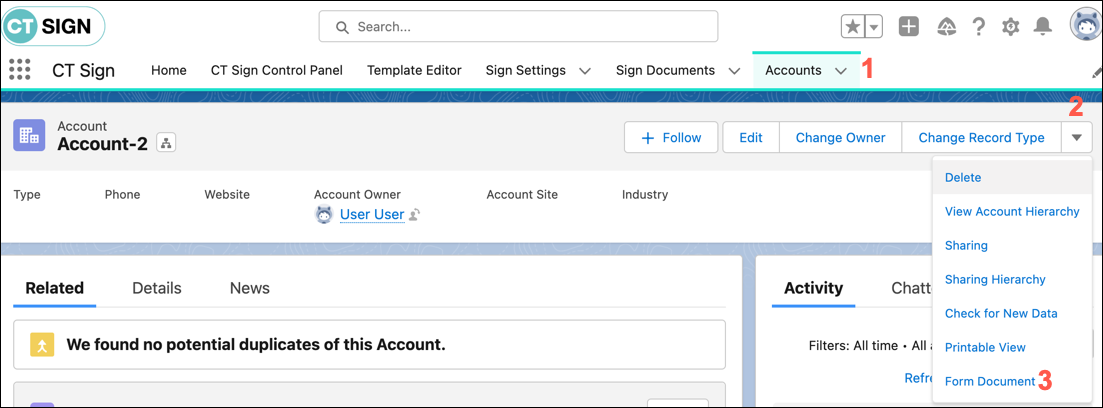 CT SIGN
Search...
CT Sign Home CT Sign Control Panel Template Editor Sign Settings Sign Documents Accounts 1
Account
Account-2
2
+ Follow Edit Change Owner Change Record Type
Type Phone Website Account Owner Account Site Industry
User User
Delete
View Account Hierarchy
Sharing
Sharing Hierarchy
Check for New Data
Printable View
Form Document 3
Related Details News
We found no potential duplicates of this Account.
Activity Chatt
Filters: All time • All
Refre